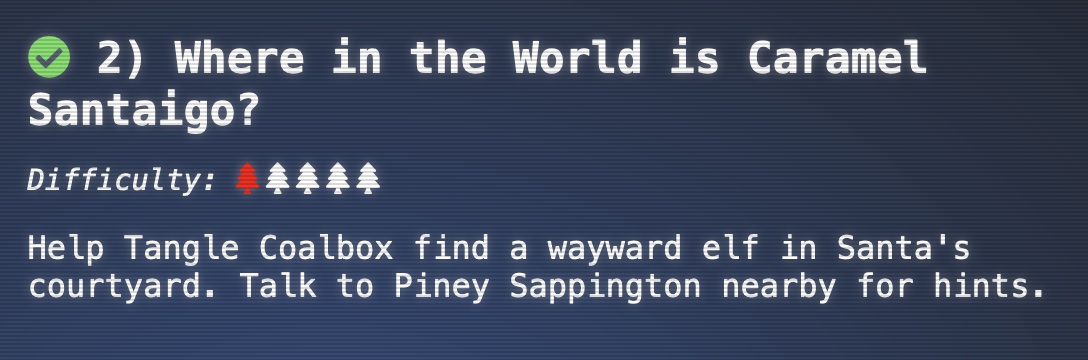 2) Where in the World is Caramel
Santaigo?
Difficulty:
Help Tangle Coalbox find a wayward elf in Santa's
courtyard. Talk to Piney Sappington nearby for hints.